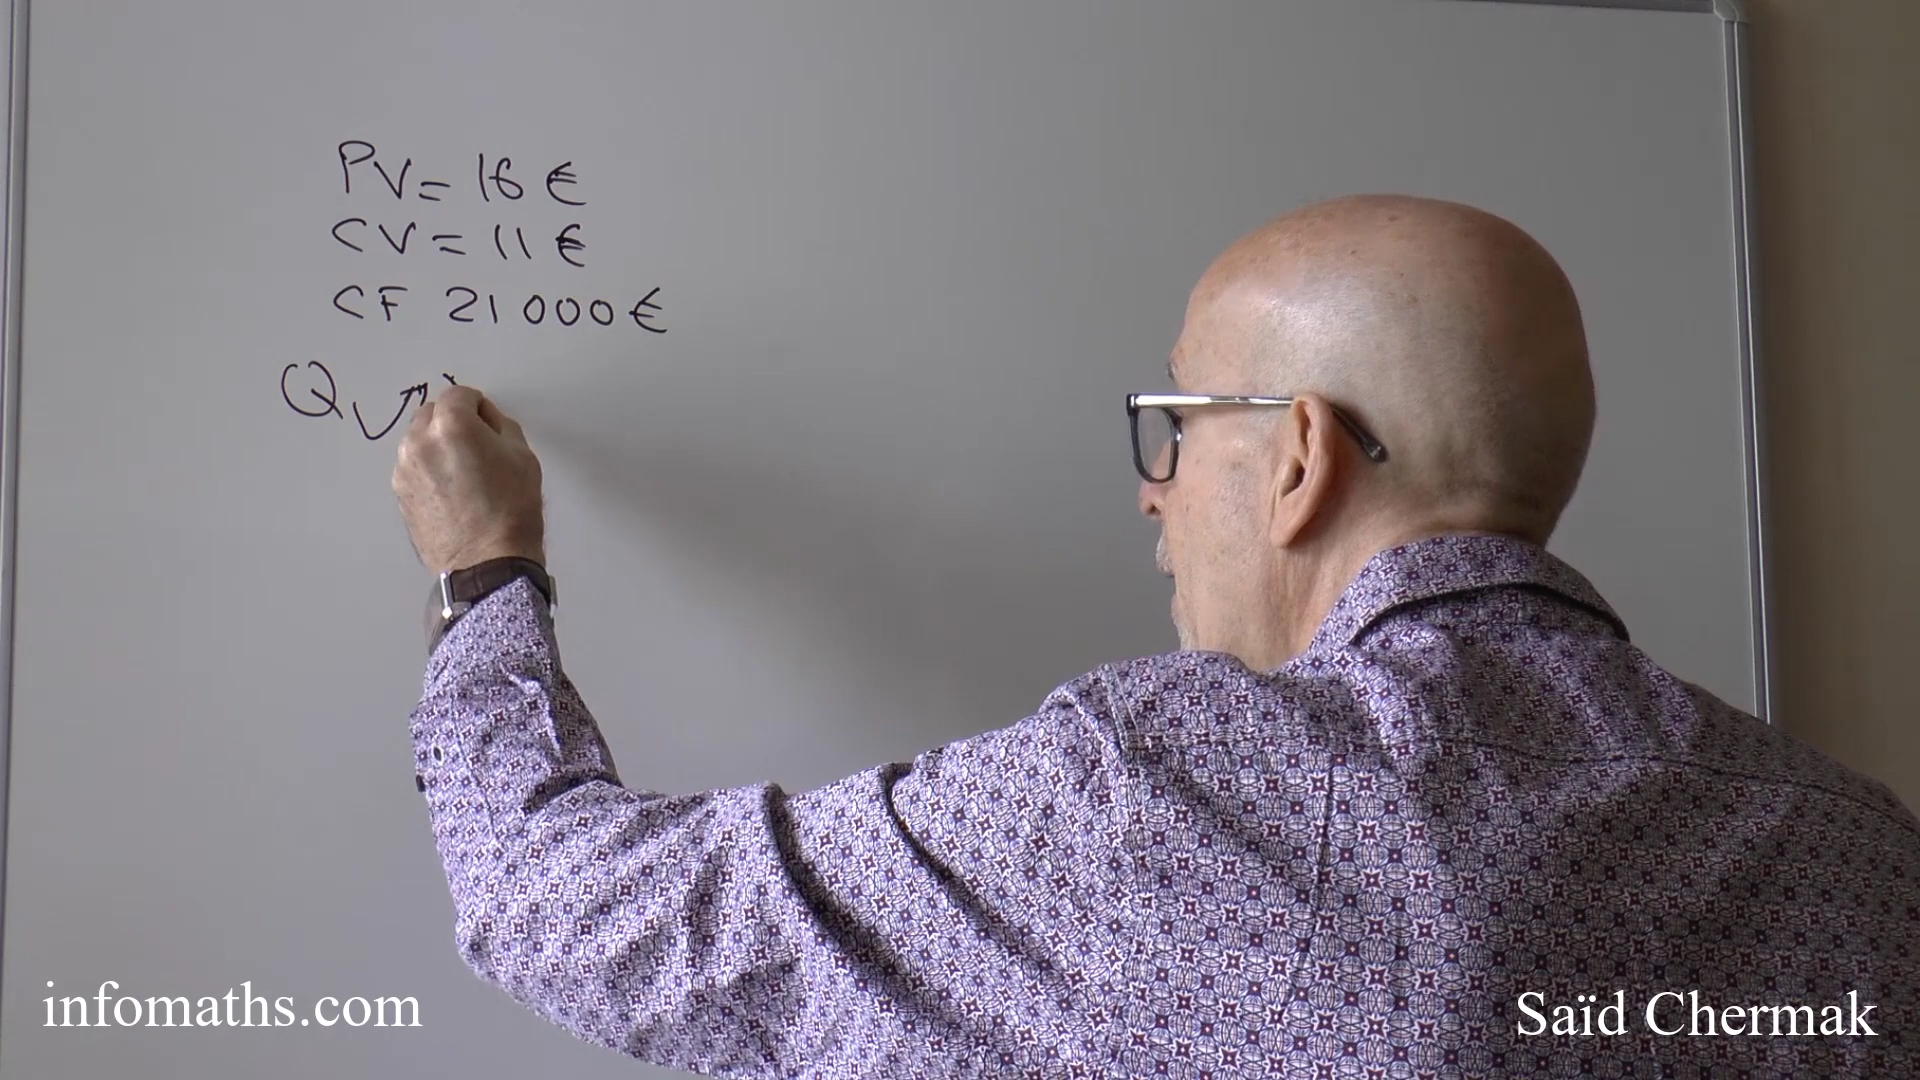 PV = 16 €
CV = 11 €
CF 21 000 €
Q
infomaths.com
Saïd Chermak